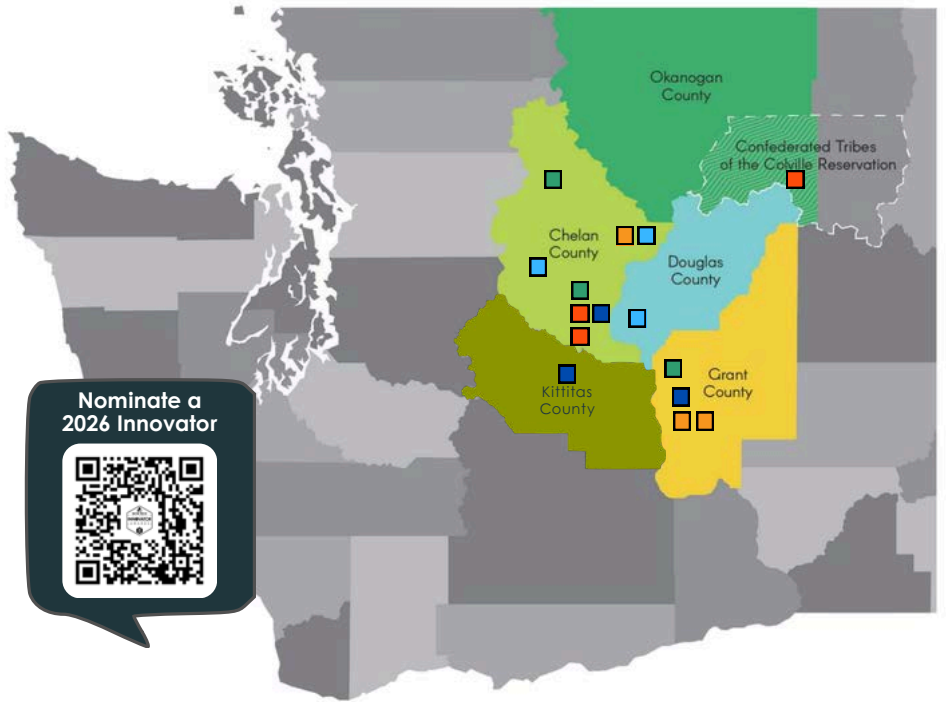 Okanogan
County
Confederated Tribes
of the Colville Reservation
Chelan
County
Douglas
County
Grant
County
Kittitas
County
Nominate a
2026 Innovator